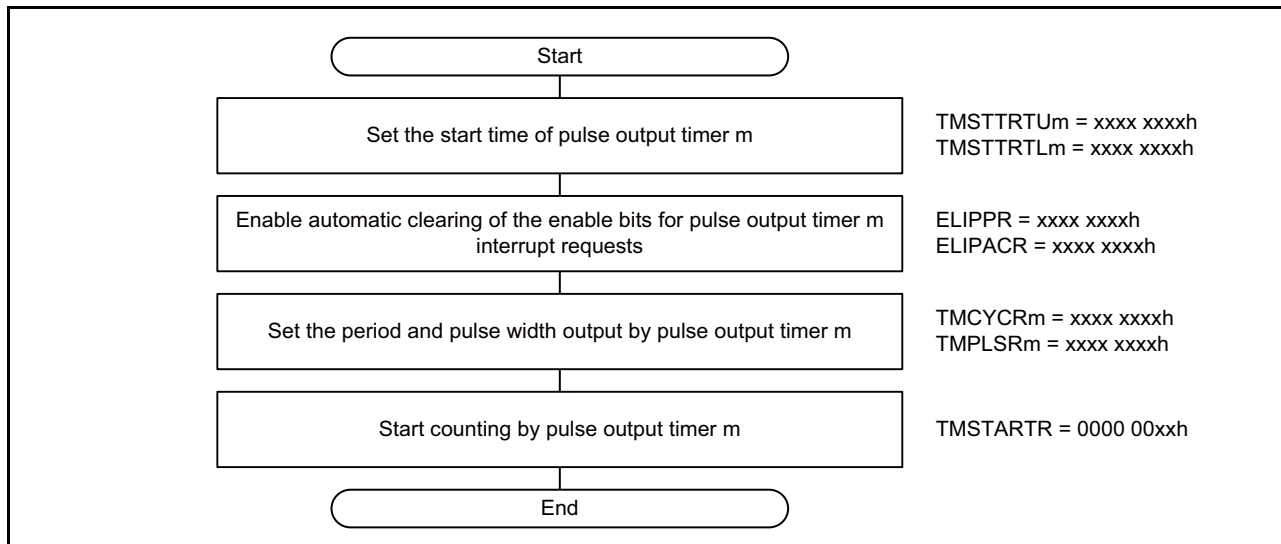 Start
Set the start time of pulse output timer m
TMSTTRTUm = xxxx xxxxh
TMSTTRTLm = xxxx xxxxh
Enable automatic clearing of the enable bits for pulse output timer m
interrupt requests
ELIPPR = xxxx xxxxh
ELIPACR = xxxx xxxxh
Set the period and pulse width output by pulse output timer m
TMCYCRm = xxxx xxxxh
TMPLSRm = xxxx xxxxh
Start counting by pulse output timer m
TMSTARTR = 0000 00xxh
End